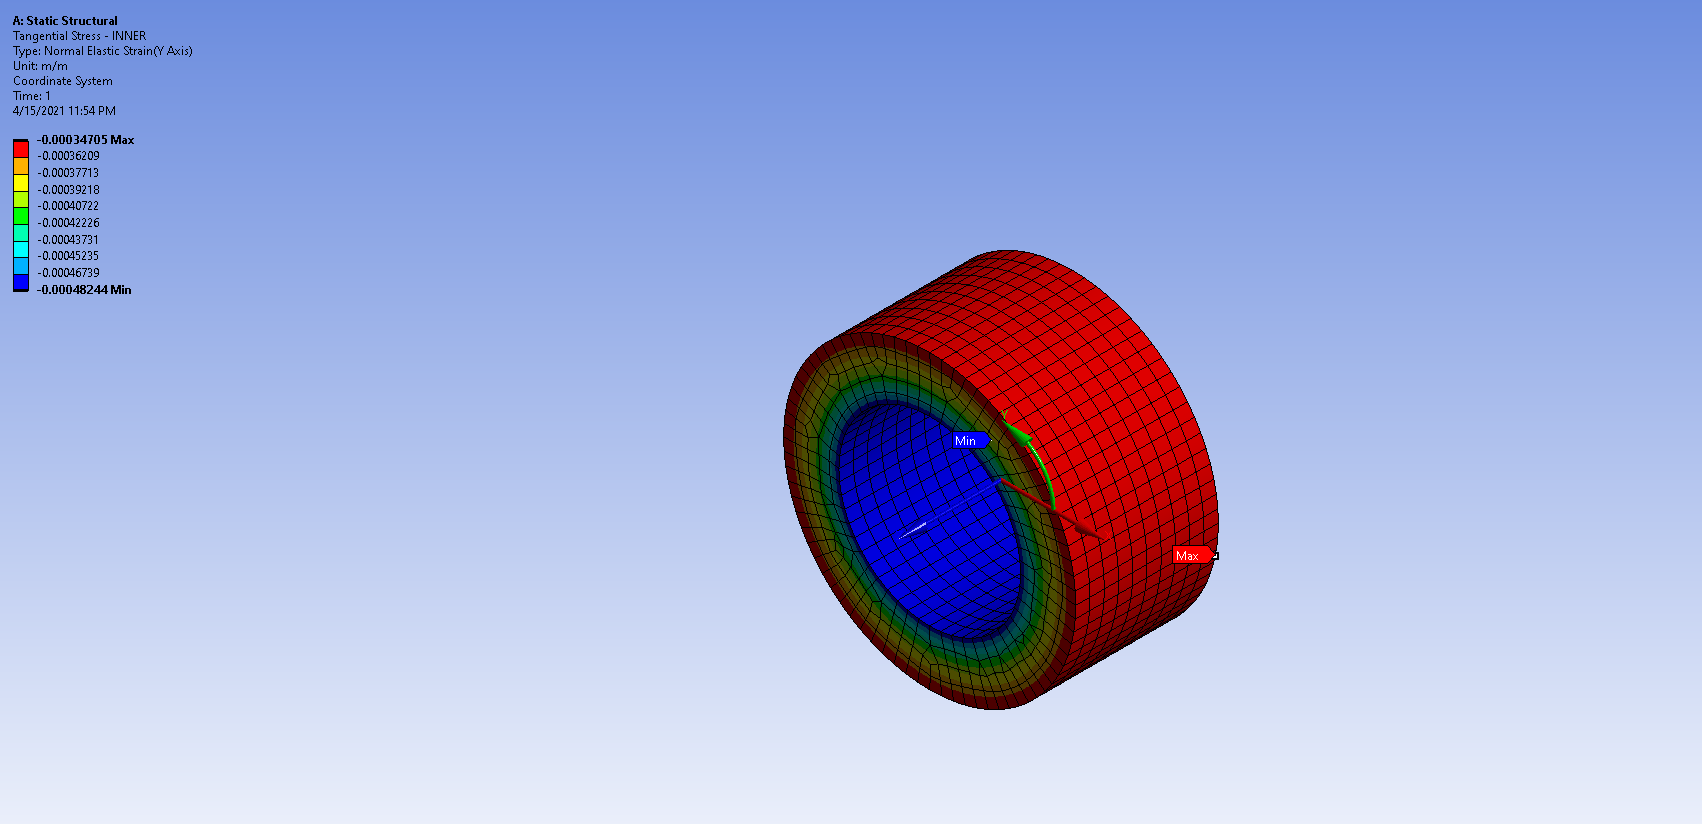 A: Static Structural
Tangential Stress - INNER
Type: Normal Elastic Strain(Y Axis)
Unit: m/m
Coordinate System
Time: 1
4/15/2021 11:54 PM
-0.00034705 Max
-0.00036209
-0.00037713
-0.00039218
-0.00040722
-0.00042226
-0.00043731
-0.00045235
-0.00046739
-0.00048244 Min
Y
Min
Max